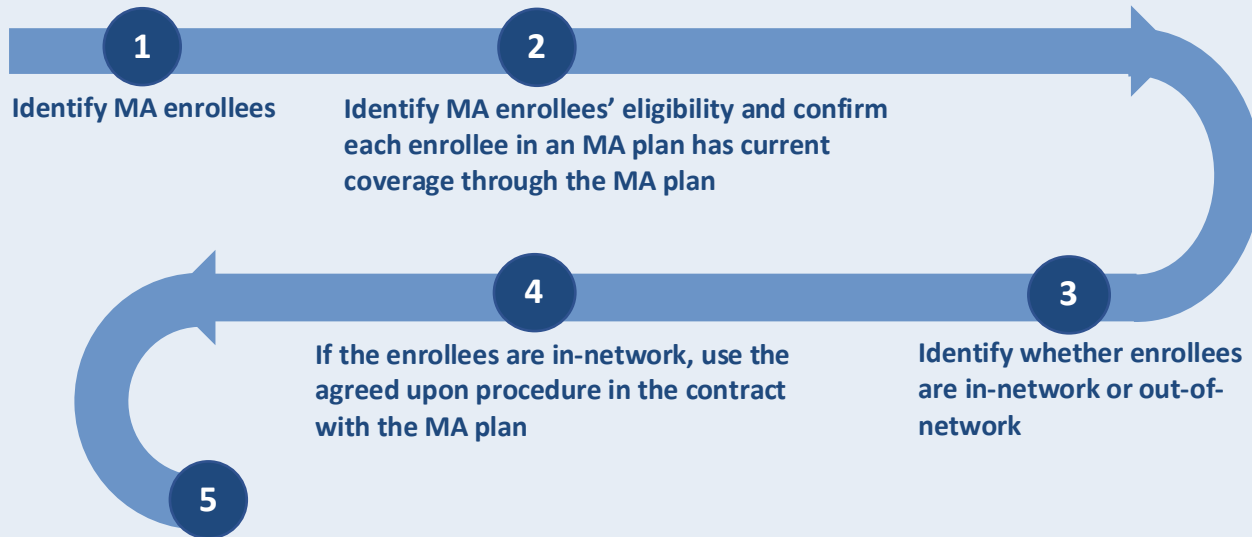 1
Identify MA enrollees
2
Identify MA enrollees’ eligibility and confirm
each enrollee in an MA plan has current
coverage through the MA plan
3
Identify whether enrollees
are in-network or out-of-
network
4
If the enrollees are in-network, use the
agreed upon procedure in the contract
with the MA plan
5